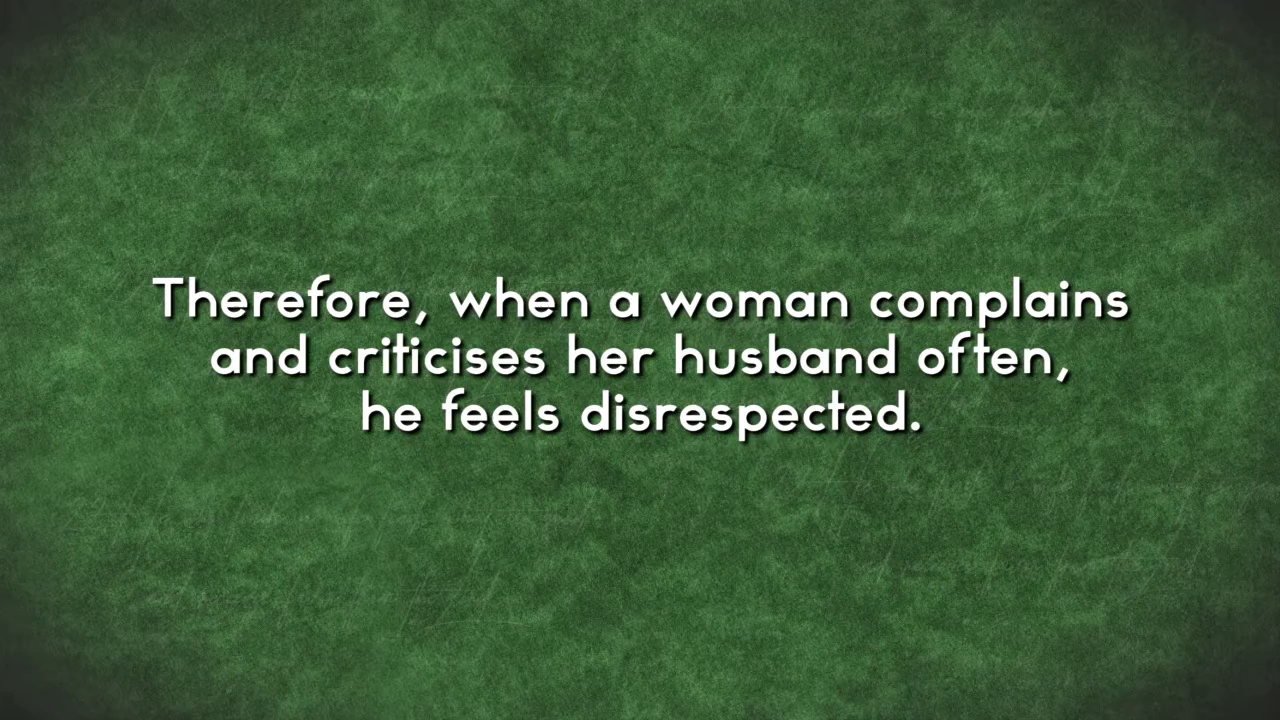 Therefore, when a woman complains
and criticises her husband often,
he feels disrespected.